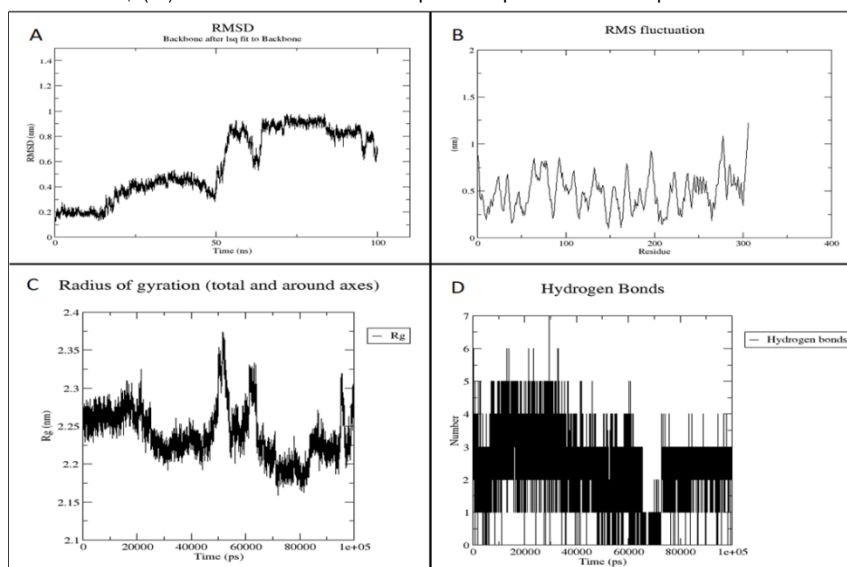 A
RMSD
Backbone after lsq fit to Backbone
RMSD (nm)
1.4
1.2
1
0.8
0.6
0.4
0.2
0
0
50
100
Time (ns)
B
RMS fluctuation
(nm)
2
1.5
1
0.5
0
0
100
200
300
400
Residue
C
Radius of gyration (total and around axes)
Rg (nm)
2.4
2.35
2.3
2.25
2.2
2.15
2.1
0
20000
40000
60000
80000
1e+05
Time (ps)
Rg
D
Hydrogen Bonds
Number
7
6
5
4
3
2
1
0
0
20000
40000
60000
80000
1e+05
Time (ps)
Hydrogen bonds